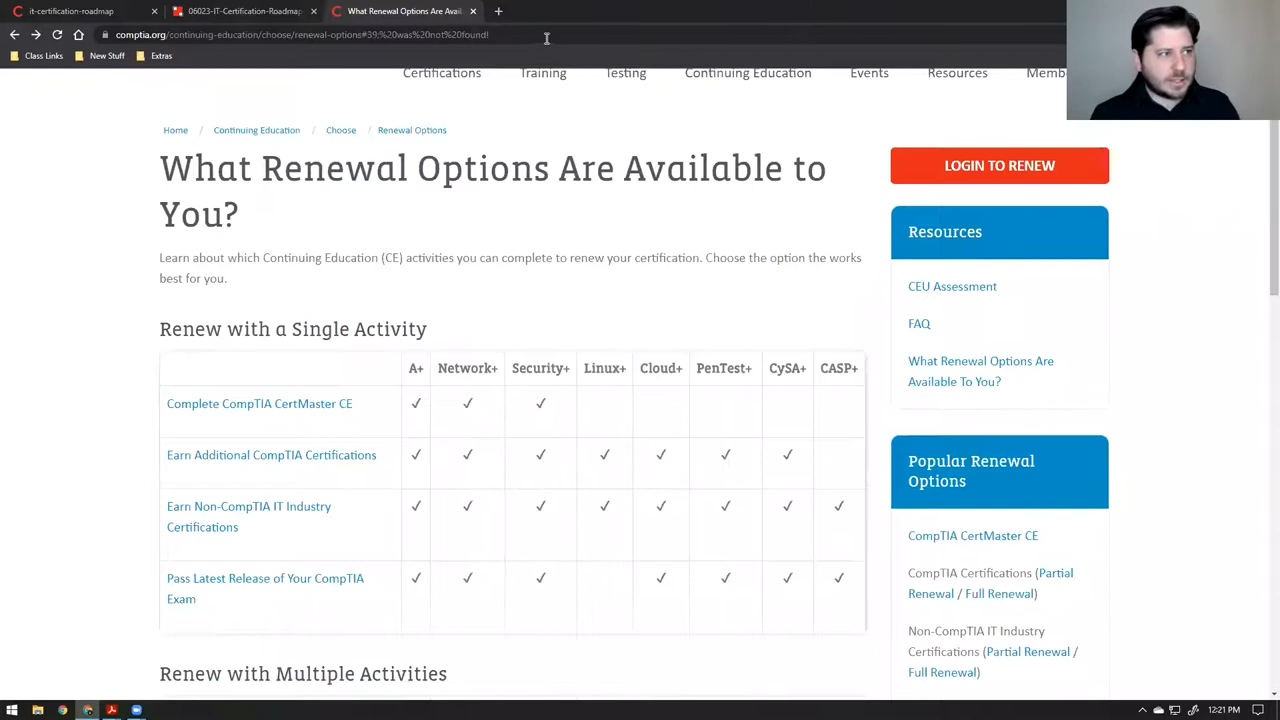 it-certification-roadmap
06023-IT-Certification-Roadmap
What Renewal Options Are Avail
comptia.org/continuing-education/choose/renewal-options#39;%20was%20not%20found!
Class Links
New Stuff
Extras
Certifications
Training
Testing
Continuing Education
Events
Resources
Home / Continuing Education / Choose / Renewal Options
What Renewal Options Are Available to
You?
Learn about which Continuing Education (CE) activities you can complete to renew your certification. Choose the option the works
best for you.
Renew with a Single Activity
A+ Network+ Security+ Linux+ Cloud+ PenTest+ CySA+ CASP+
Complete CompTIA CertMaster CE ✓ ✓ ✓
Earn Additional CompTIA Certifications ✓ ✓ ✓ ✓ ✓ ✓ ✓
Earn Non-CompTIA IT Industry ✓ ✓ ✓ ✓ ✓ ✓ ✓ ✓
Certifications
Pass Latest Release of Your CompTIA ✓ ✓ ✓ ✓ ✓ ✓ ✓
Exam
Renew with Multiple Activities
LOGIN TO RENEW
Resources
CEU Assessment
FAQ
What Renewal Options Are
Available To You?
Popular Renewal
Options
CompTIA CertMaster CE
CompTIA Certifications (Partial
Renewal / Full Renewal)
Non-CompTIA IT Industry
Certifications (Partial Renewal /
Full Renewal)
12:21 PM